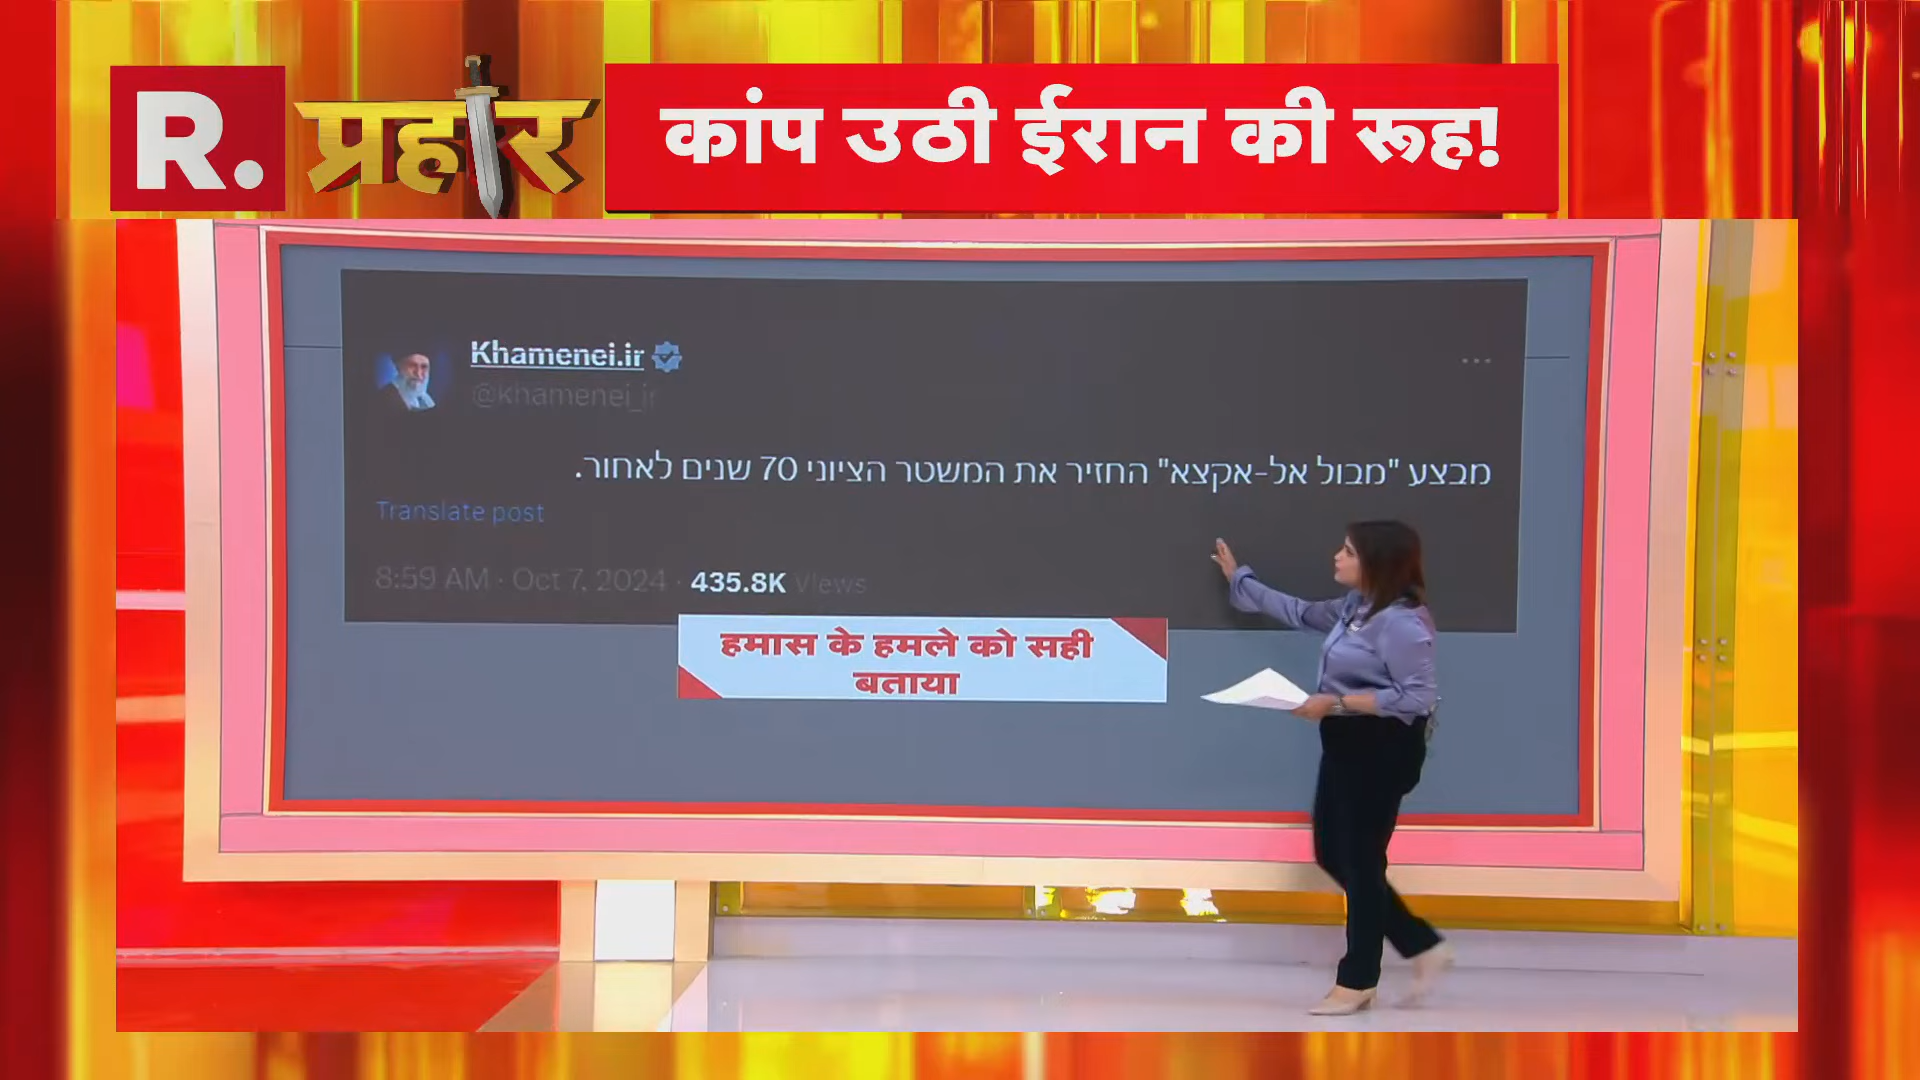 R.
प्रहार
कांप उठी ईरान की रूह!
Khamenei.ir
@khamenei_ir
מבצע "מבול אל-אקצא" החזיר את המשטר הציוני 70 שנים לאחור.
Translate post
8:59 AM · Oct 7, 2024 · 435.8K Views
हमास के हमले को सही
बताया